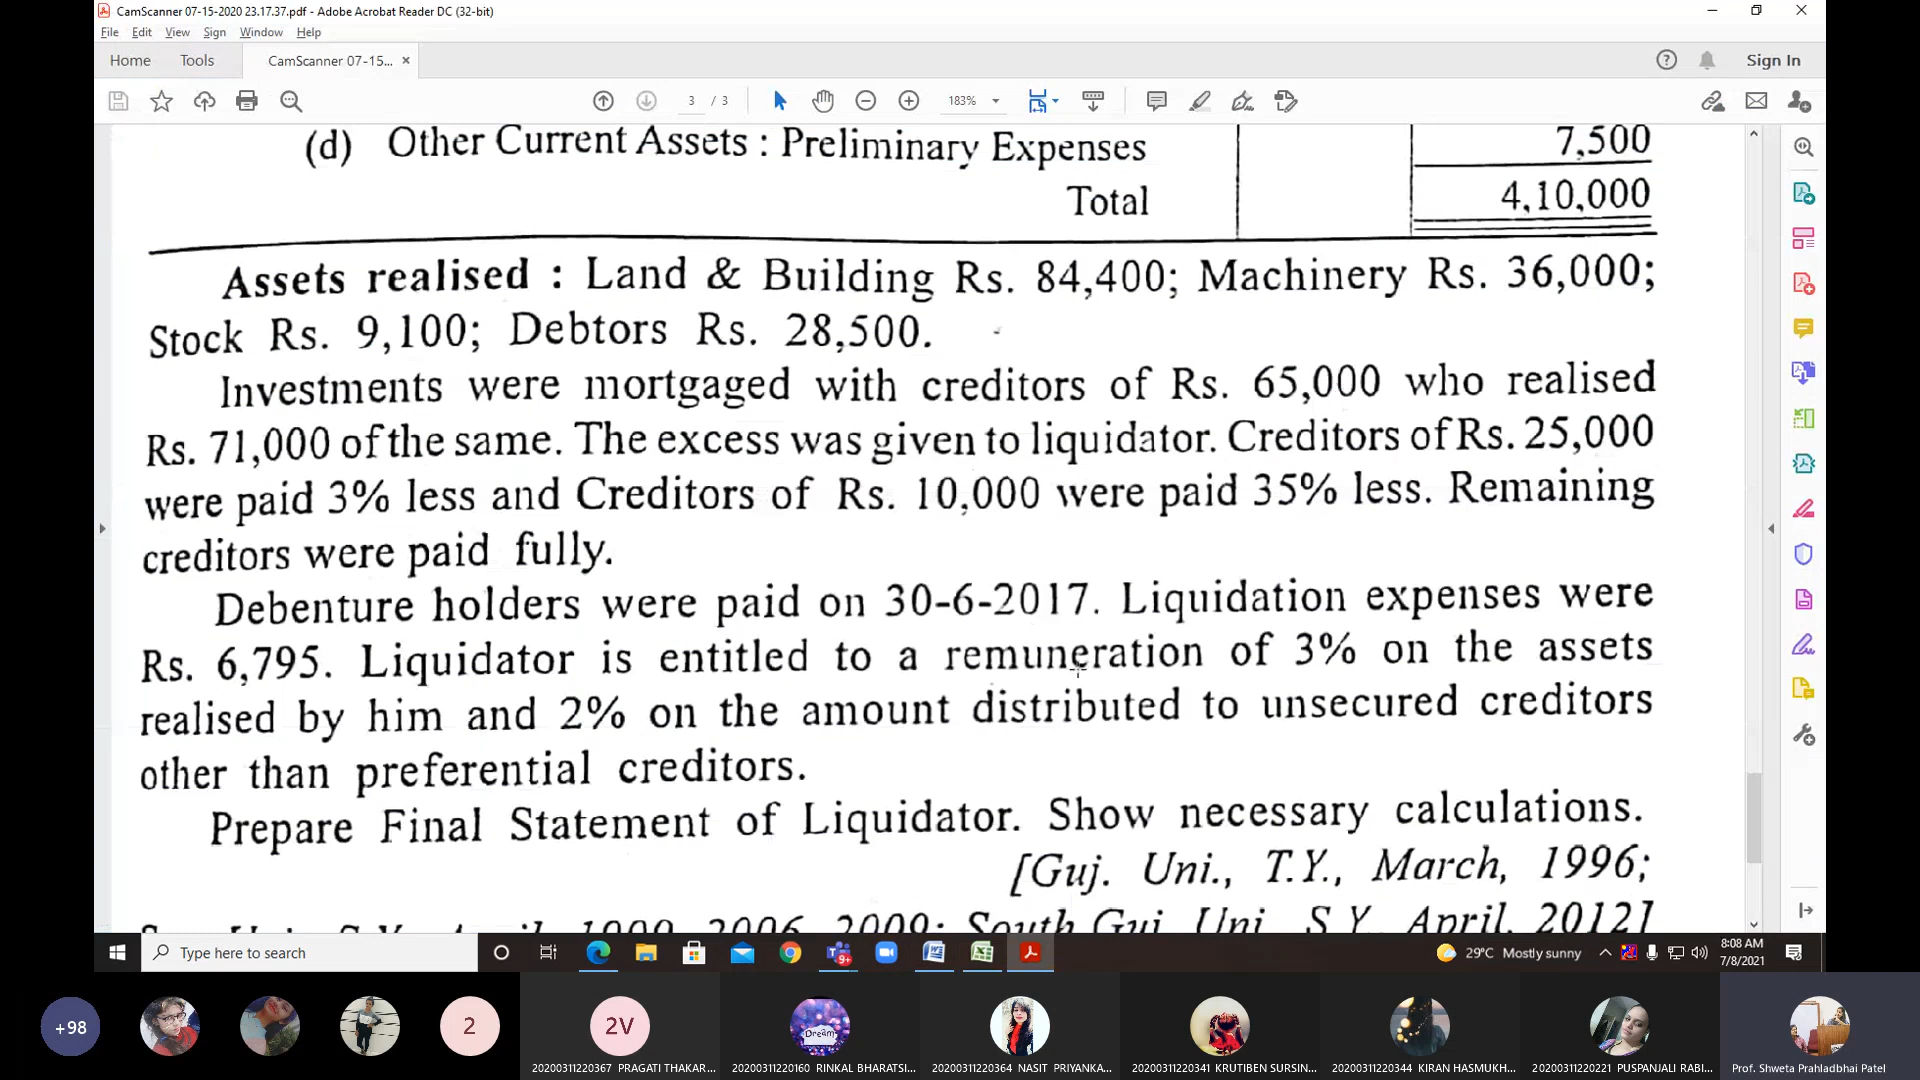 CamScanner 07-15-2020 23.17.37.pdf - Adobe Acrobat Reader DC (32-bit)
File Edit View Sign Window Help
Home Tools CamScanner 07-15... × Sign In
3 / 3 183%
(d) Other Current Assets : Preliminary Expenses 7,500
Total 4,10,000
Assets realised : Land & Building Rs. 84,400; Machinery Rs. 36,000;
Stock Rs. 9,100; Debtors Rs. 28,500.
Investments were mortgaged with creditors of Rs. 65,000 who realised
Rs. 71,000 of the same. The excess was given to liquidator. Creditors of Rs. 25,000
were paid 3% less and Creditors of Rs. 10,000 were paid 35% less. Remaining
creditors were paid fully.
Debenture holders were paid on 30-6-2017. Liquidation expenses were
Rs. 6,795. Liquidator is entitled to a remuneration of 3% on the assets
realised by him and 2% on the amount distributed to unsecured creditors
other than preferential creditors.
Prepare Final Statement of Liquidator. Show necessary calculations.
[Guj. Uni., T.Y., March, 1996;
South Guj. Uni., S.Y., April, 2012]
Type here to search
9+
29°C Mostly sunny
8:08 AM
7/8/2021
+98 2 2V
Dream
20200311220367 PRAGATI THAKAR...
20200311220160 RINKAL BHARATSI...
20200311220364 NASIT PRIYANKA...
20200311220341 KRUTIBEN SURSIN...
20200311220344 KIRAN HASMUKH...
20200311220221 PUSPANJALI RABI...
Prof. Shweta Prahladbhai Patel